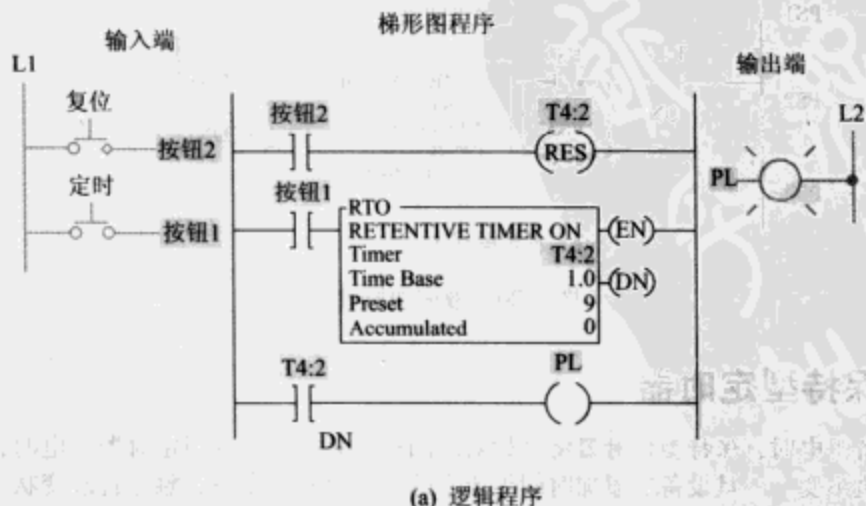 梯形图程序
输入端
输出端
L1
L2
复位
按钮2
按钮2
T4:2
RES
PL
定时
按钮1
按钮1
RTO
RETENTIVE TIMER ON
EN
Timer T4:2
Time Base 1.0
DN
Preset 9
Accumulated 0
T4:2
PL
DN
(a) 逻辑程序